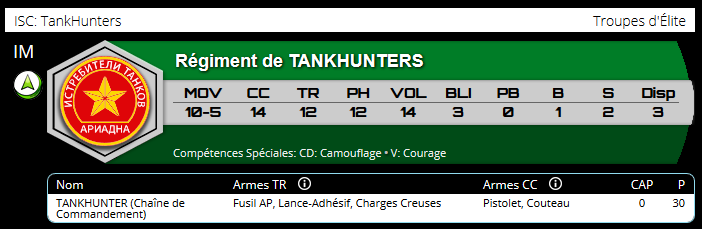 ISC: TankHunters Troupes d'Élite
IM
ИСТРЕБИТЕЛИ ТАНКОВ
АРИАДНА
Régiment de TANKHUNTERS
MOV CC TR PH VOL BLI PB B S Disp
10-5 14 12 12 14 3 0 1 2 3
Compétences Spéciales: CD: Camouflage • V: Courage
Nom Armes TR Armes CC CAP P
TANKHUNTER (Chaîne de Fusil AP, Lance-Adhésif, Charges Creuses Pistolet, Couteau 0 30
Commandement)